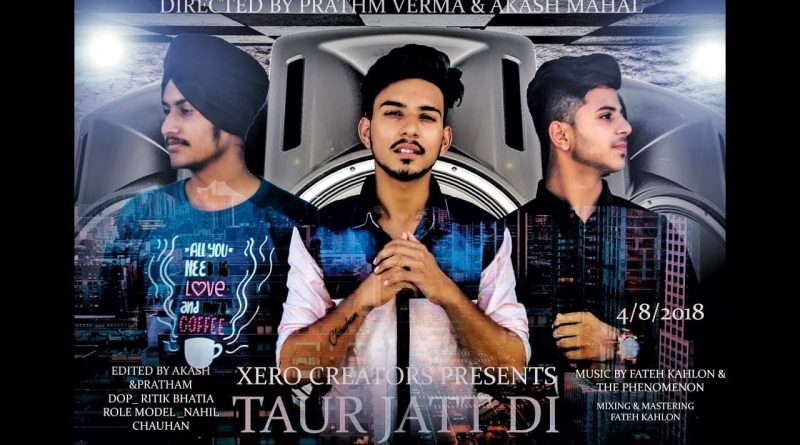 DIRECTED BY PRATHM VERMA & AKASH MAHAL
ALL YOU
NEED
LOVE
and
COFFEE
Chauhan
4/8/2018
EDITED BY AKASH
&PRATHAM
DOP_ RITIK BHATIA
ROLE MODEL_NAHIL
CHAUHAN
XERO CREATORS PRESENTS
TAUR JATT DI
MUSIC BY FATEH KAHLON &
THE PHENOMENON
MIXING & MASTERING
FATEH KAHLON